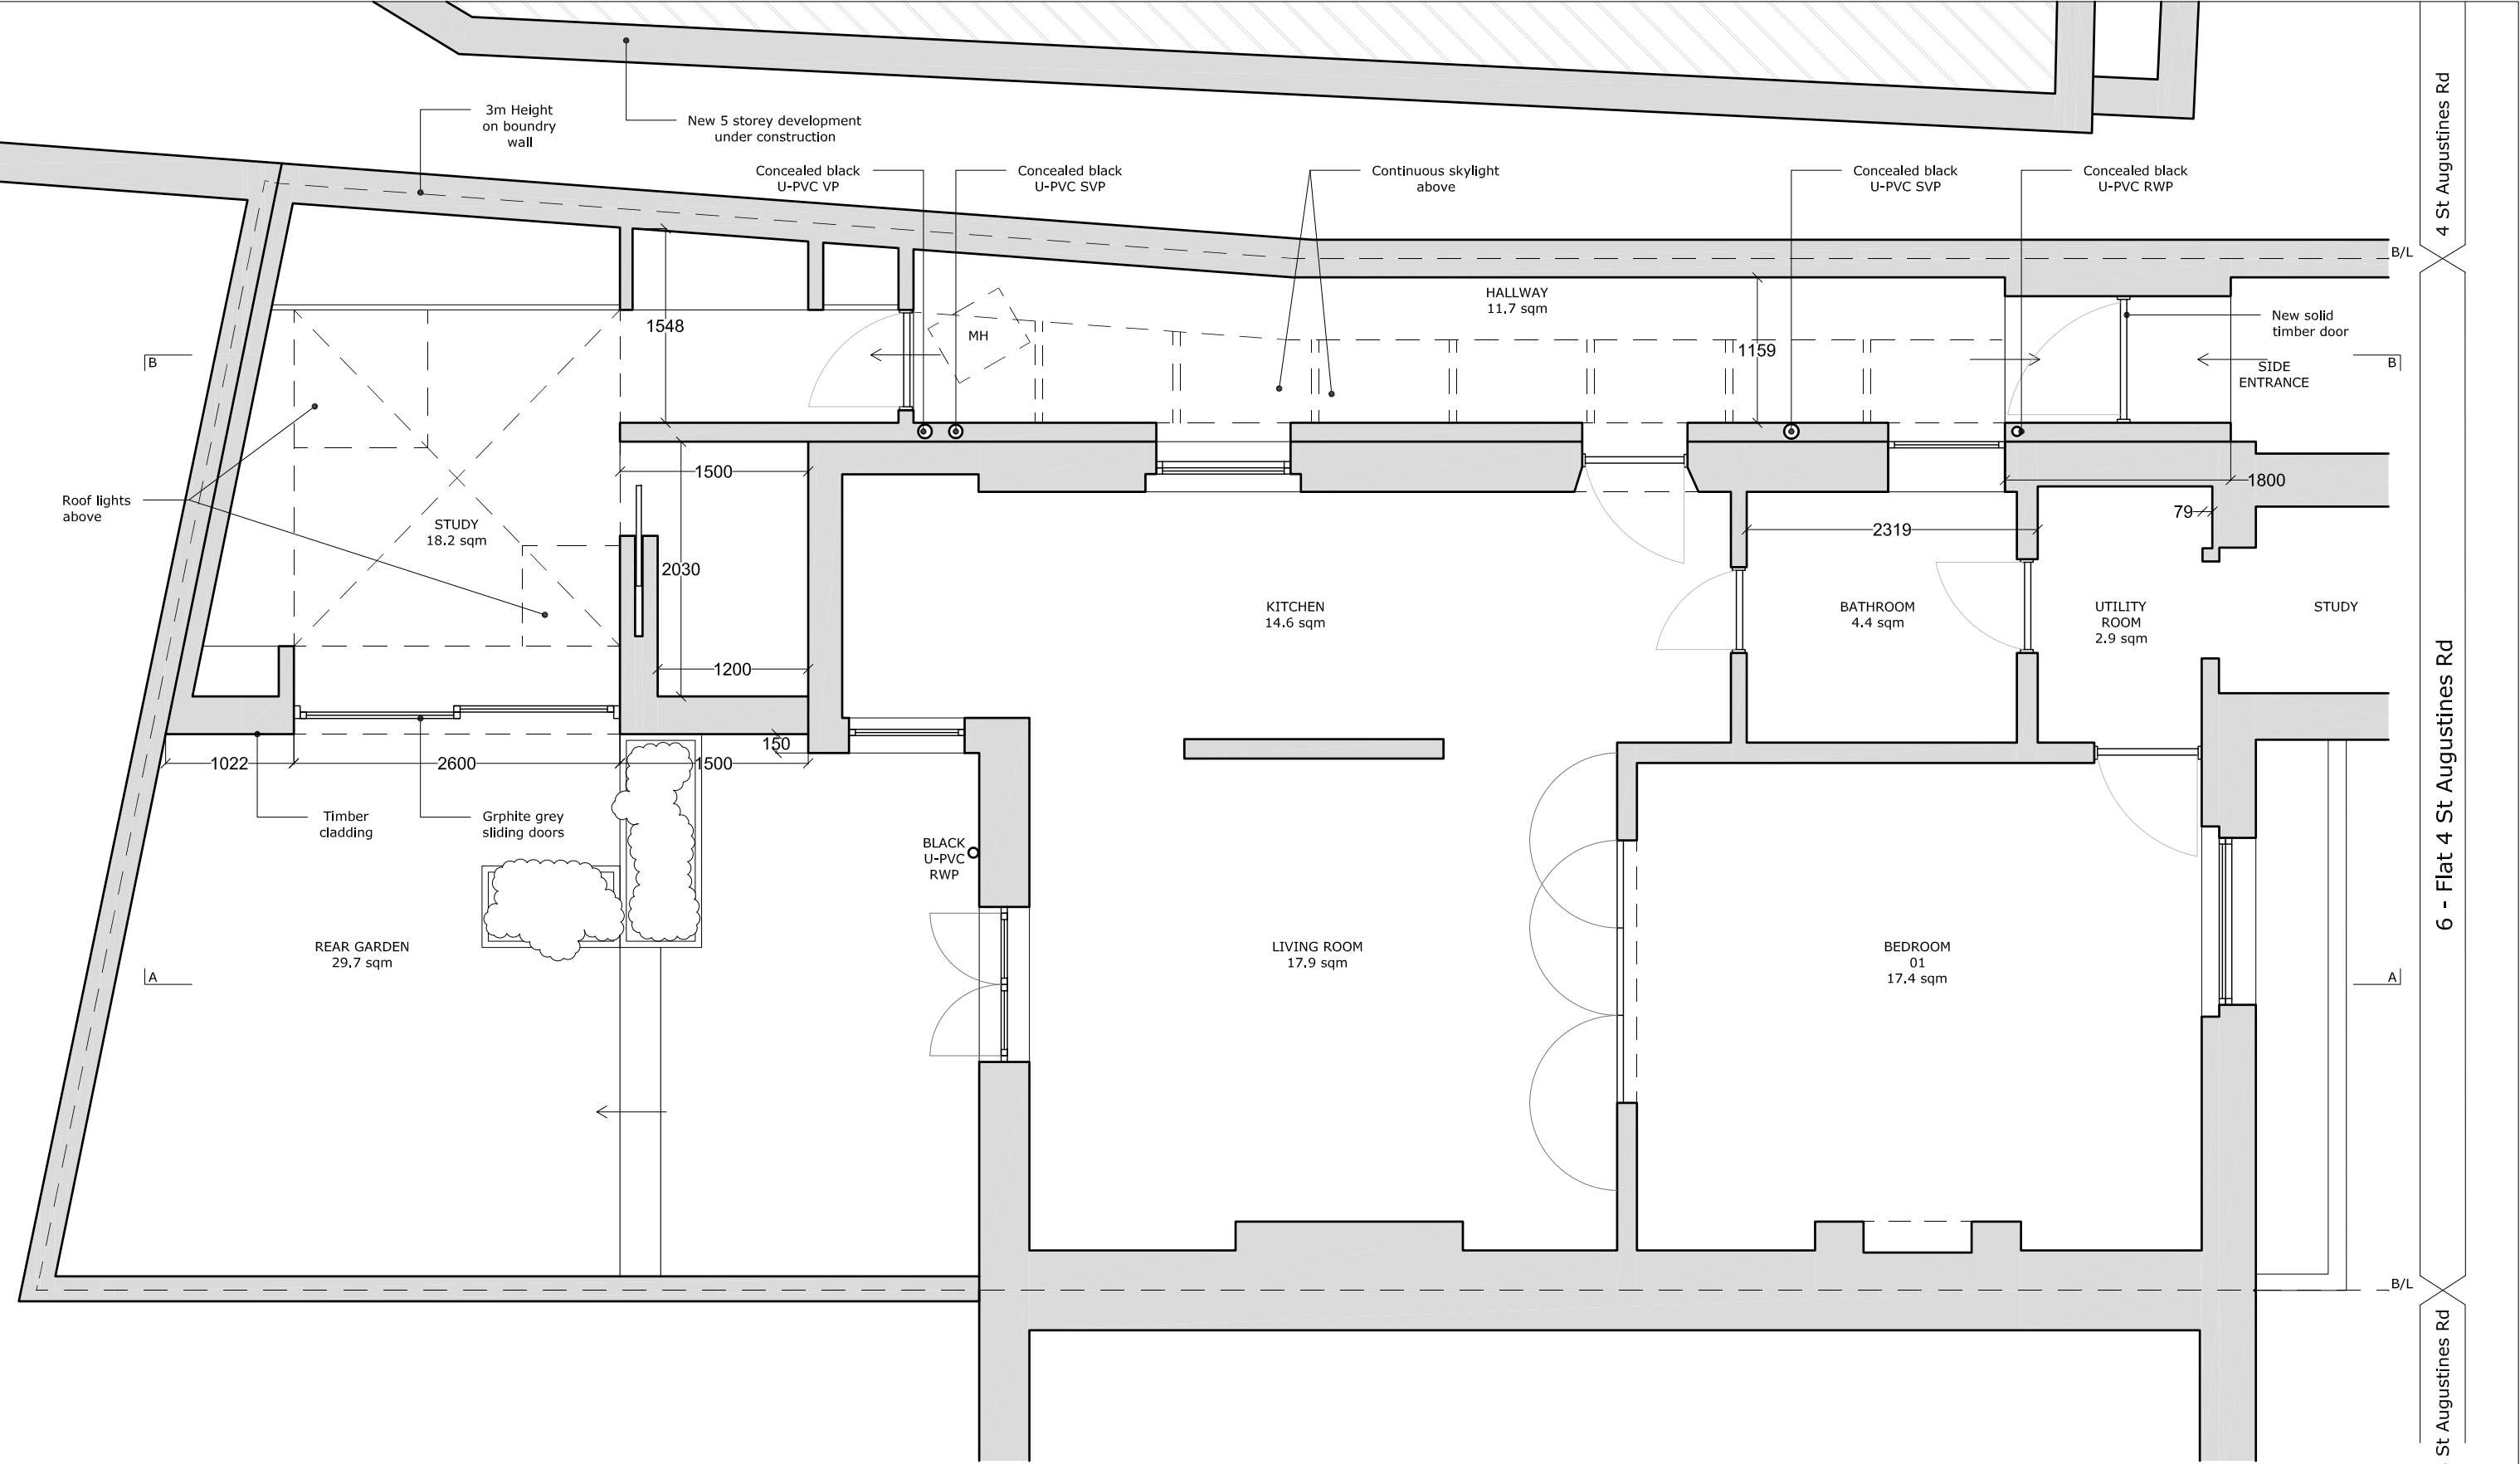 3m Height
on boundry
wall
New 5 storey development
under construction
4 St Augustines Rd
Concealed black
U-PVC VP
Concealed black
U-PVC SVP
Continuous skylight
above
Concealed black
U-PVC SVP
Concealed black
U-PVC RWP
B/L
HALLWAY
11.7 sqm
1548
MH
1159
New solid
timber door
B
SIDE
ENTRANCE
B
1500
1800
Roof lights
above
STUDY
18.2 sqm
79
2319
2030
KITCHEN
14.6 sqm
BATHROOM
4.4 sqm
UTILITY
ROOM
2.9 sqm
STUDY
1200
6 - Flat 4 St Augustines Rd
150
1022
2600
1500
Timber
cladding
Grphite grey
sliding doors
BLACK
U-PVC
RWP
REAR GARDEN
29.7 sqm
LIVING ROOM
17.9 sqm
BEDROOM
01
17.4 sqm
A
A
B/L
St Augustines Rd